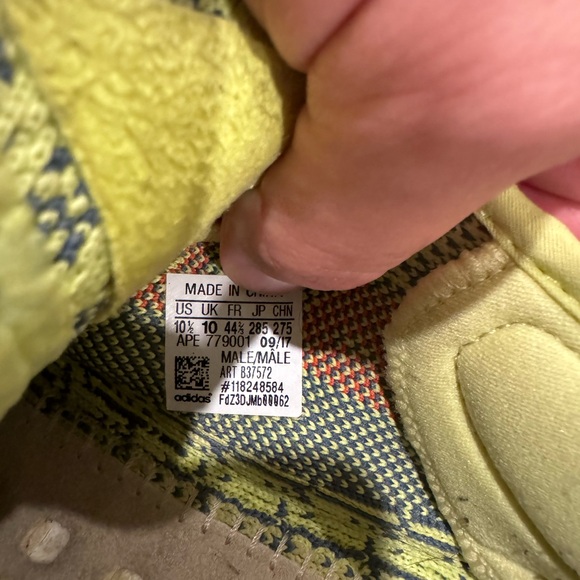 MADE IN CHINA
US UK FR JP CHN
10½ 10 44⅔ 285 275
APE 779001 09/17
MALE/MÂLE
ART B37572
#118248584
adidas FdZ3DJMb00062